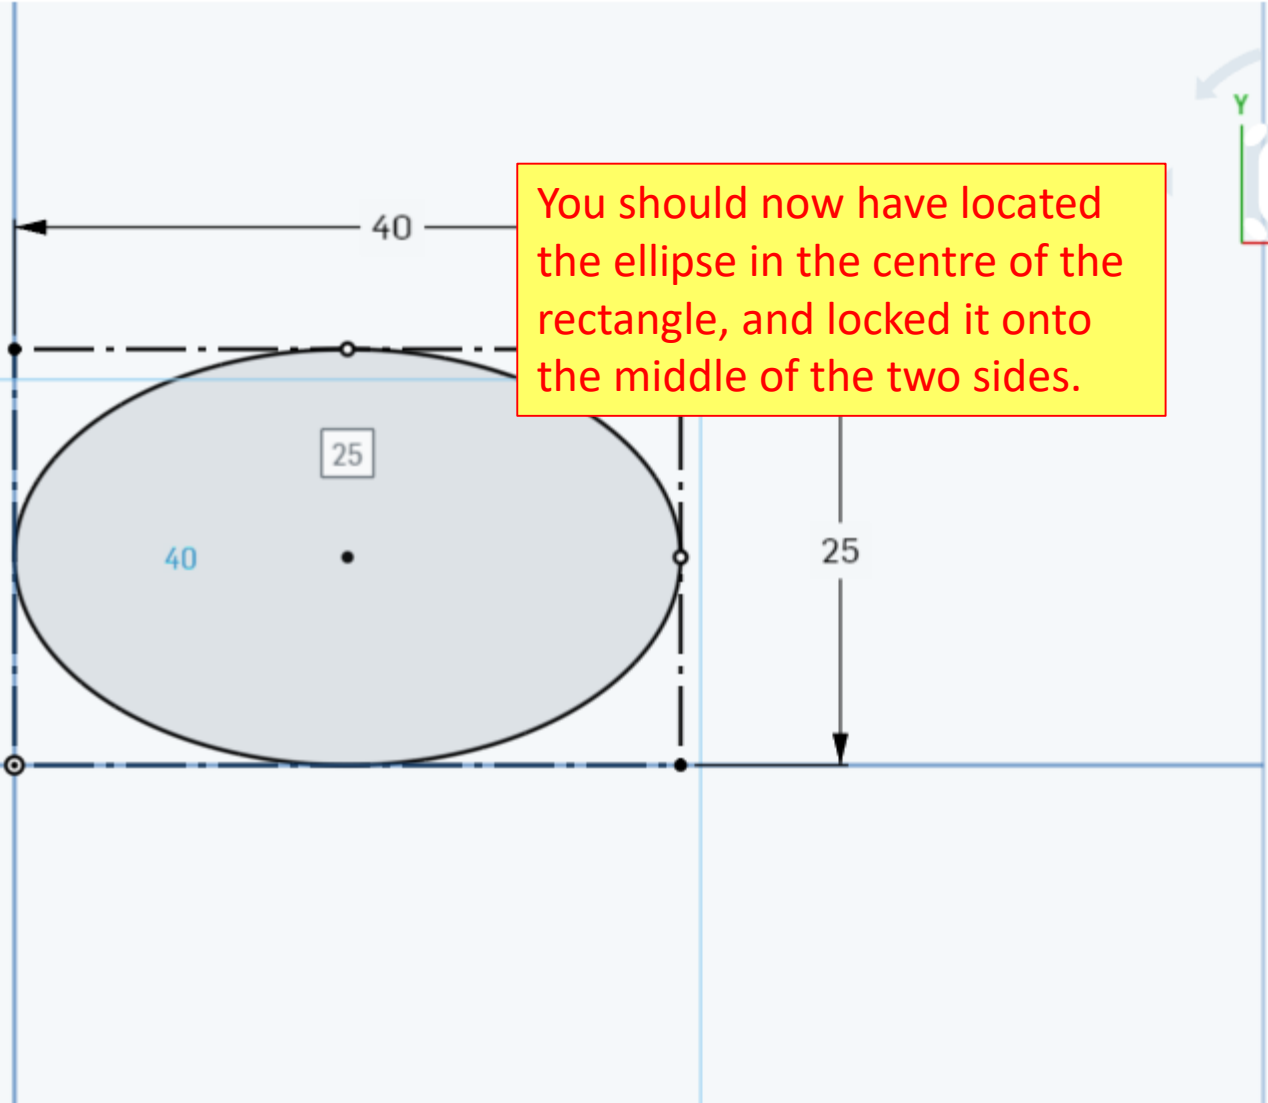 Y
You should now have located
the ellipse in the centre of the
rectangle, and locked it onto
the middle of the two sides.
40
25
40
25